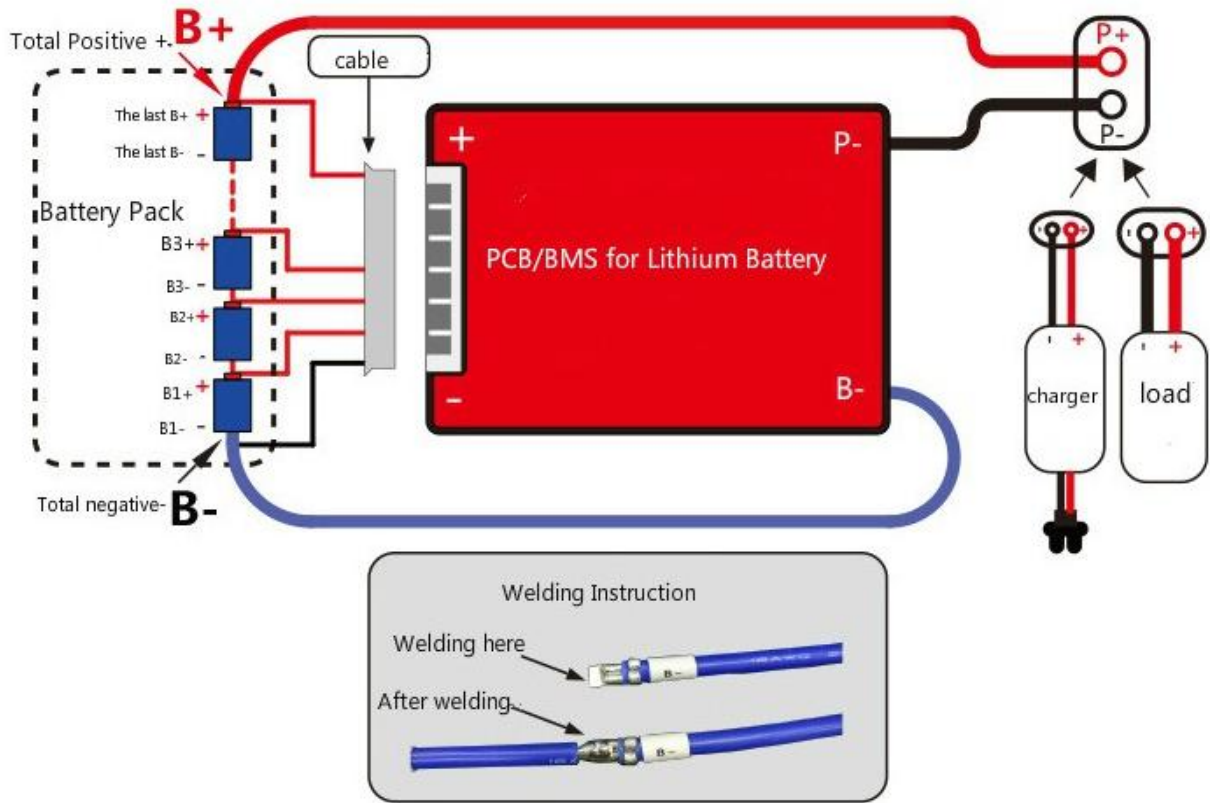 Total Positive +
B+
cable
P+
P-
The last B+ +
The last B- -
Battery Pack
B3+ +
B3- -
B2+ +
B2- -
B1+ +
B1- -
Total negative-
B-
+
P-
PCB/BMS for Lithium Battery
B-
-
- +
- +
charger
- +
- +
load
Welding Instruction
Welding here
B-
After welding
B-